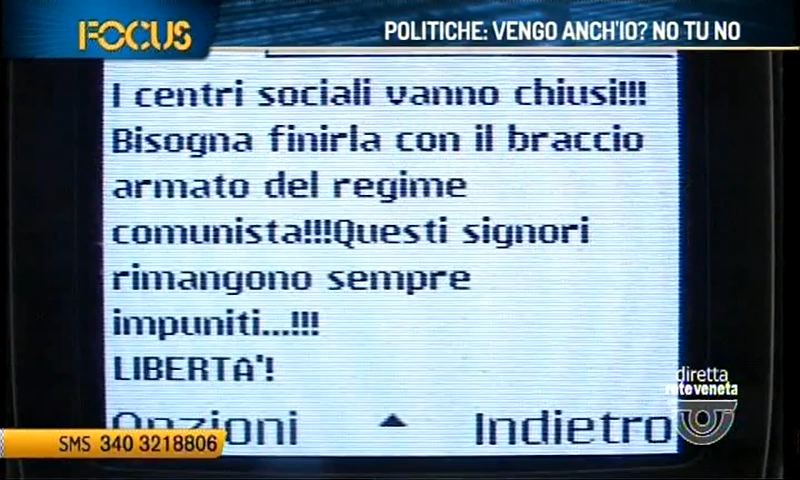 FOCUS
POLITICHE: VENGO ANCH'IO? NO TU NO
I centri sociali vanno chiusi!!!
Bisogna finirla con il braccio
armato del regime
comunista!!!Questi signori
rimangono sempre
impuniti...!!!
LIBERTA'!
Opzioni
Indietro
diretta
reteveneta
SMS 340 3218806